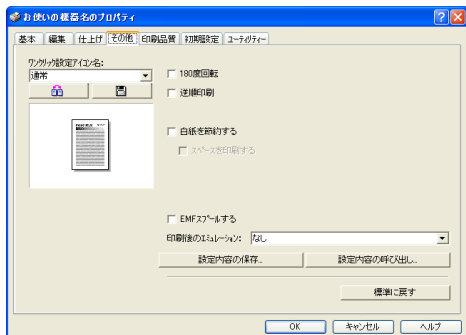 お使いの機器名のプロパティ
基本 編集 仕上げ その他 印刷品質 初期設定 ユーティリティー
ワンクリック設定アイコン名:
通常
180度回転
逆順印刷
白紙を節約する
スペースを印刷する
EMFスプールする
印刷後のエミュレーション: なし
設定内容の保存... 設定内容の呼び出し...
標準に戻す
OK キャンセル ヘルプ